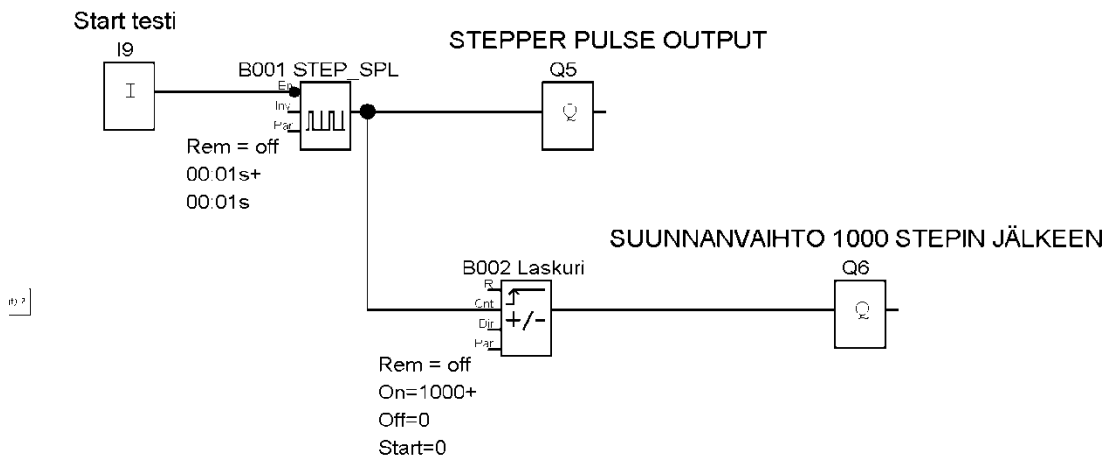 Start testi
I9
I
STEPPER PULSE OUTPUT
B001 STEP_SPL
En
Inv
Par
Q5
Q
Rem = off
00:01s+
00:01s
SUUNNANVAIHTO 1000 STEPIN JÄLKEEN
B002 Laskuri
R
Cnt
Dir
Par
+/-
Q6
Q
Rem = off
On=1000+
Off=0
Start=0